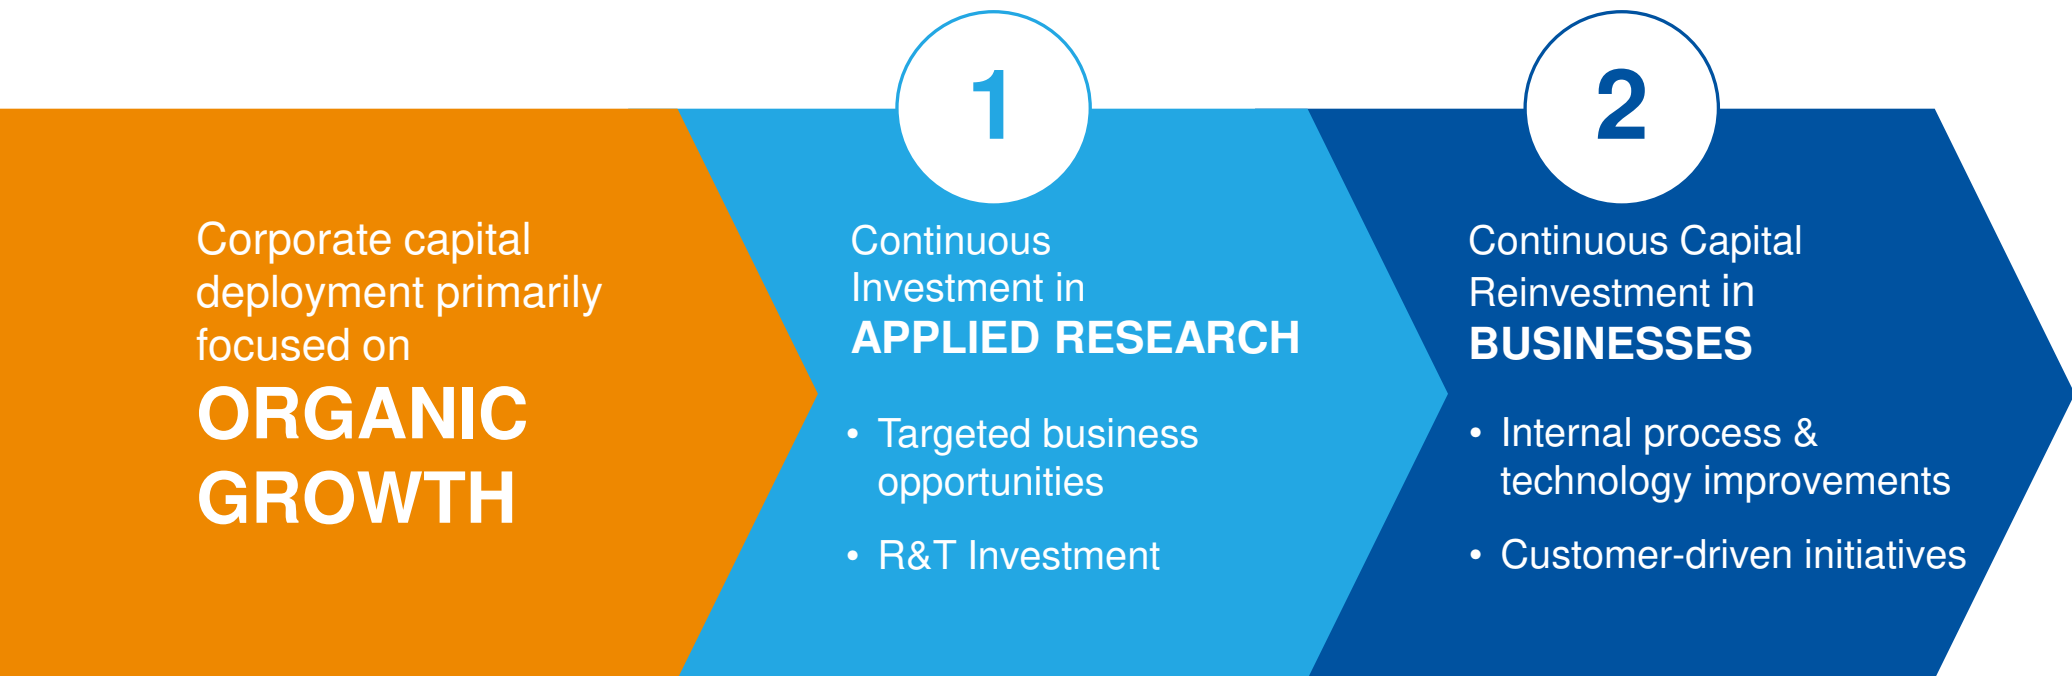 Corporate capital
deployment primarily
focused on
ORGANIC
GROWTH
1
Continuous
Investment in
APPLIED RESEARCH
• Targeted business
opportunities
• R&T Investment
2
Continuous Capital
Reinvestment in
BUSINESSES
• Internal process &
technology improvements
• Customer-driven initiatives